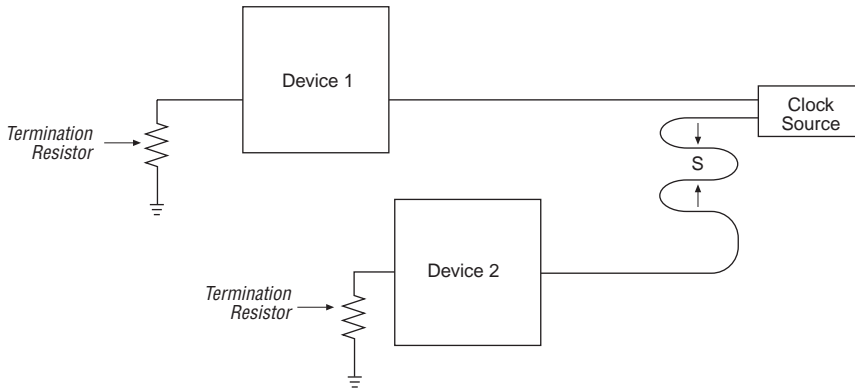 Device 1
Clock
Source
Termination
Resistor
S
Device 2
Termination
Resistor